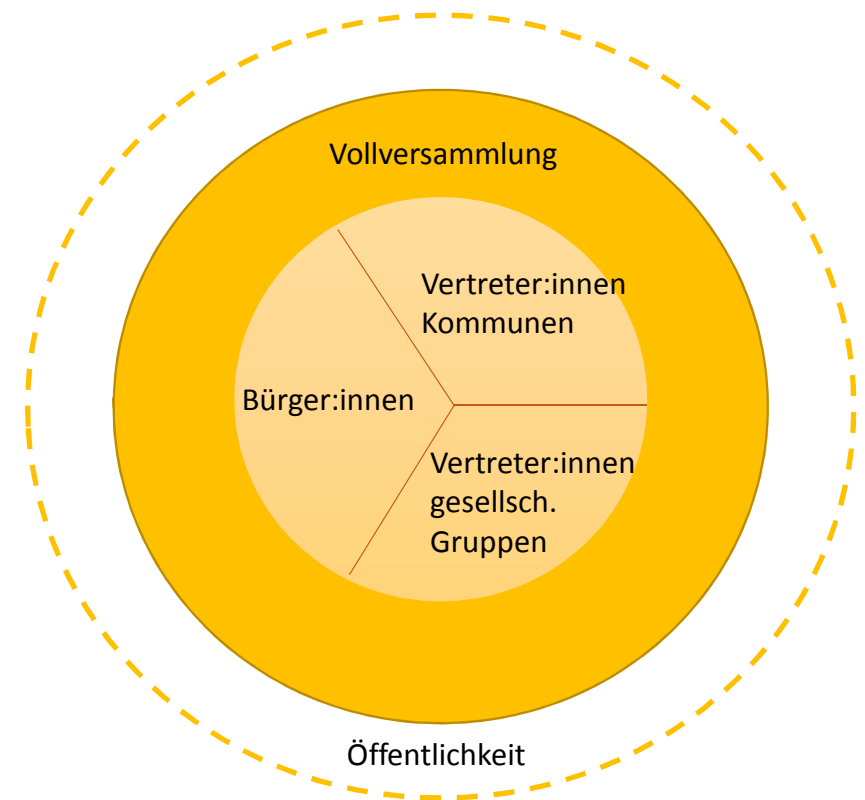 Vollversammlung
Vertreter:innen
Kommunen
Bürger:innen
Vertreter:innen
gesellsch.
Gruppen
Öffentlichkeit